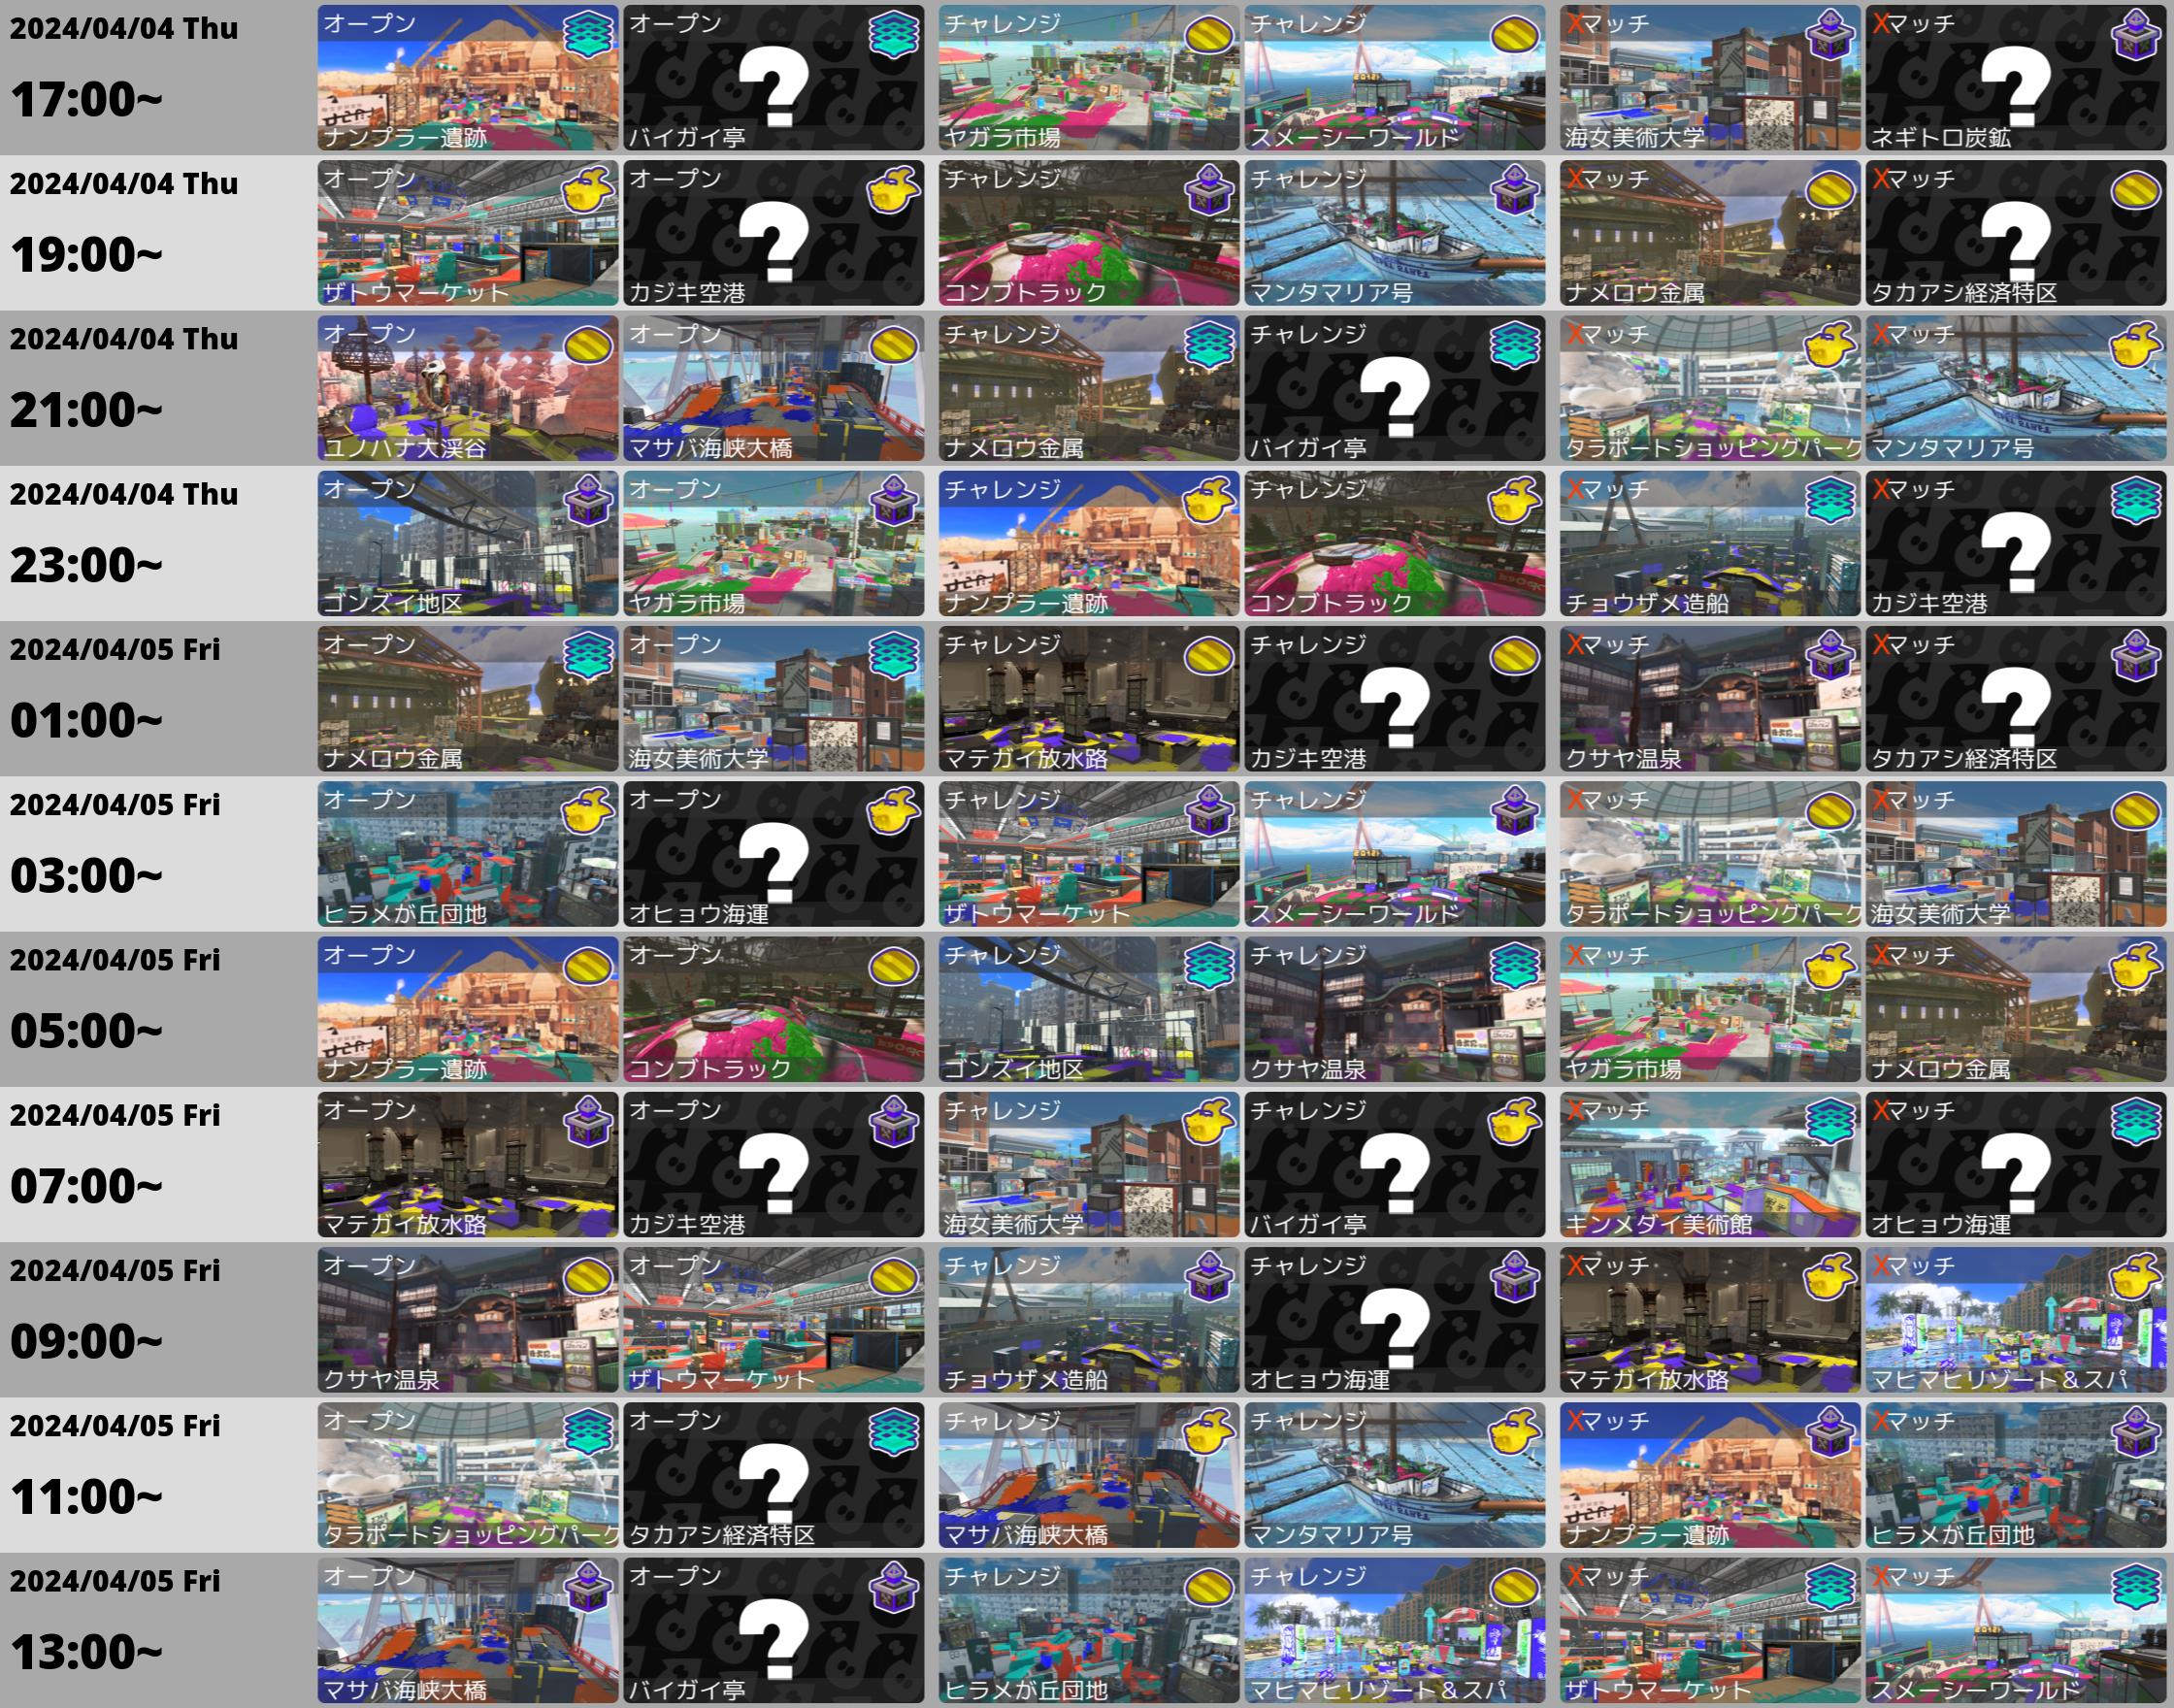 2024/04/04 Thu
17:00~
オープン
ナンプラー遺跡
オープン
バイガイ亭
チャレンジ
ヤガラ市場
チャレンジ
スメーシーワールド
Xマッチ
海女美術大学
Xマッチ
ネギトロ炭鉱
2024/04/04 Thu
19:00~
オープン
ザトウマーケット
オープン
カジキ空港
チャレンジ
コンブトラック
チャレンジ
マンタマリア号
Xマッチ
ナメロウ金属
Xマッチ
タカアシ経済特区
2024/04/04 Thu
21:00~
オープン
ユノハナ大渓谷
オープン
マサバ海峡大橋
チャレンジ
ナメロウ金属
チャレンジ
バイガイ亭
Xマッチ
タラポートショッピングパーク
Xマッチ
マンタマリア号
2024/04/04 Thu
23:00~
オープン
ゴンズイ地区
オープン
ヤガラ市場
チャレンジ
ナンプラー遺跡
チャレンジ
コンブトラック
Xマッチ
チョウザメ造船
Xマッチ
カジキ空港
2024/04/05 Fri
01:00~
オープン
ナメロウ金属
オープン
海女美術大学
チャレンジ
マテガイ放水路
チャレンジ
カジキ空港
Xマッチ
クサヤ温泉
Xマッチ
タカアシ経済特区
2024/04/05 Fri
03:00~
オープン
ヒラメが丘団地
オープン
オヒョウ海運
チャレンジ
ザトウマーケット
チャレンジ
スメーシーワールド
Xマッチ
タラポートショッピングパーク
Xマッチ
海女美術大学
2024/04/05 Fri
05:00~
オープン
ナンプラー遺跡
オープン
コンブトラック
チャレンジ
ゴンズイ地区
チャレンジ
クサヤ温泉
Xマッチ
ヤガラ市場
Xマッチ
ナメロウ金属
2024/04/05 Fri
07:00~
オープン
マテガイ放水路
オープン
カジキ空港
チャレンジ
海女美術大学
チャレンジ
バイガイ亭
Xマッチ
キンメダイ美術館
Xマッチ
オヒョウ海運
2024/04/05 Fri
09:00~
オープン
クサヤ温泉
オープン
ザトウマーケット
チャレンジ
チョウザメ造船
チャレンジ
オヒョウ海運
Xマッチ
マテガイ放水路
Xマッチ
マヒマヒリゾート＆スパ
2024/04/05 Fri
11:00~
オープン
タラポートショッピングパーク
オープン
タカアシ経済特区
チャレンジ
マサバ海峡大橋
チャレンジ
マンタマリア号
Xマッチ
ナンプラー遺跡
Xマッチ
ヒラメが丘団地
2024/04/05 Fri
13:00~
オープン
マサバ海峡大橋
オープン
バイガイ亭
チャレンジ
ヒラメが丘団地
チャレンジ
マヒマヒリゾート＆スパ
Xマッチ
ザトウマーケット
Xマッチ
スメーシーワールド